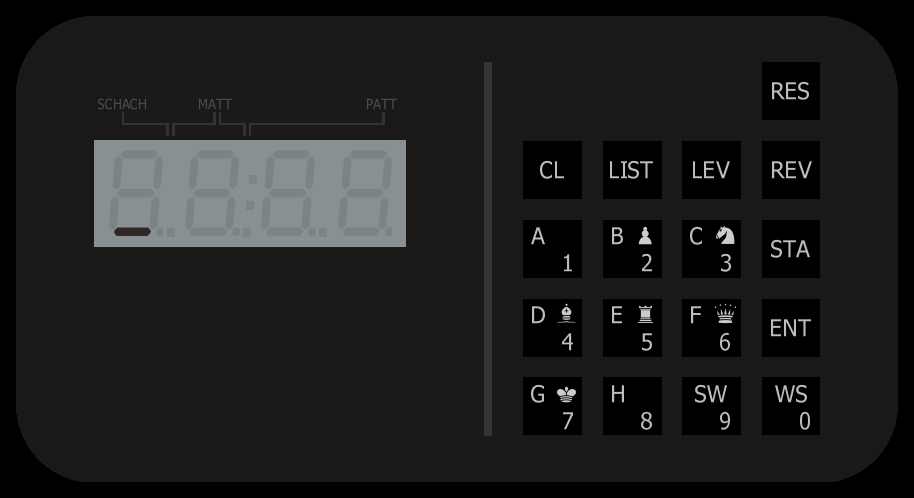 SCHACH MATT PATT
RES
CL LIST LEV REV
A 1 B 2 C 3 STA
D 4 E 5 F 6 ENT
G 7 H 8 SW 9 WS 0